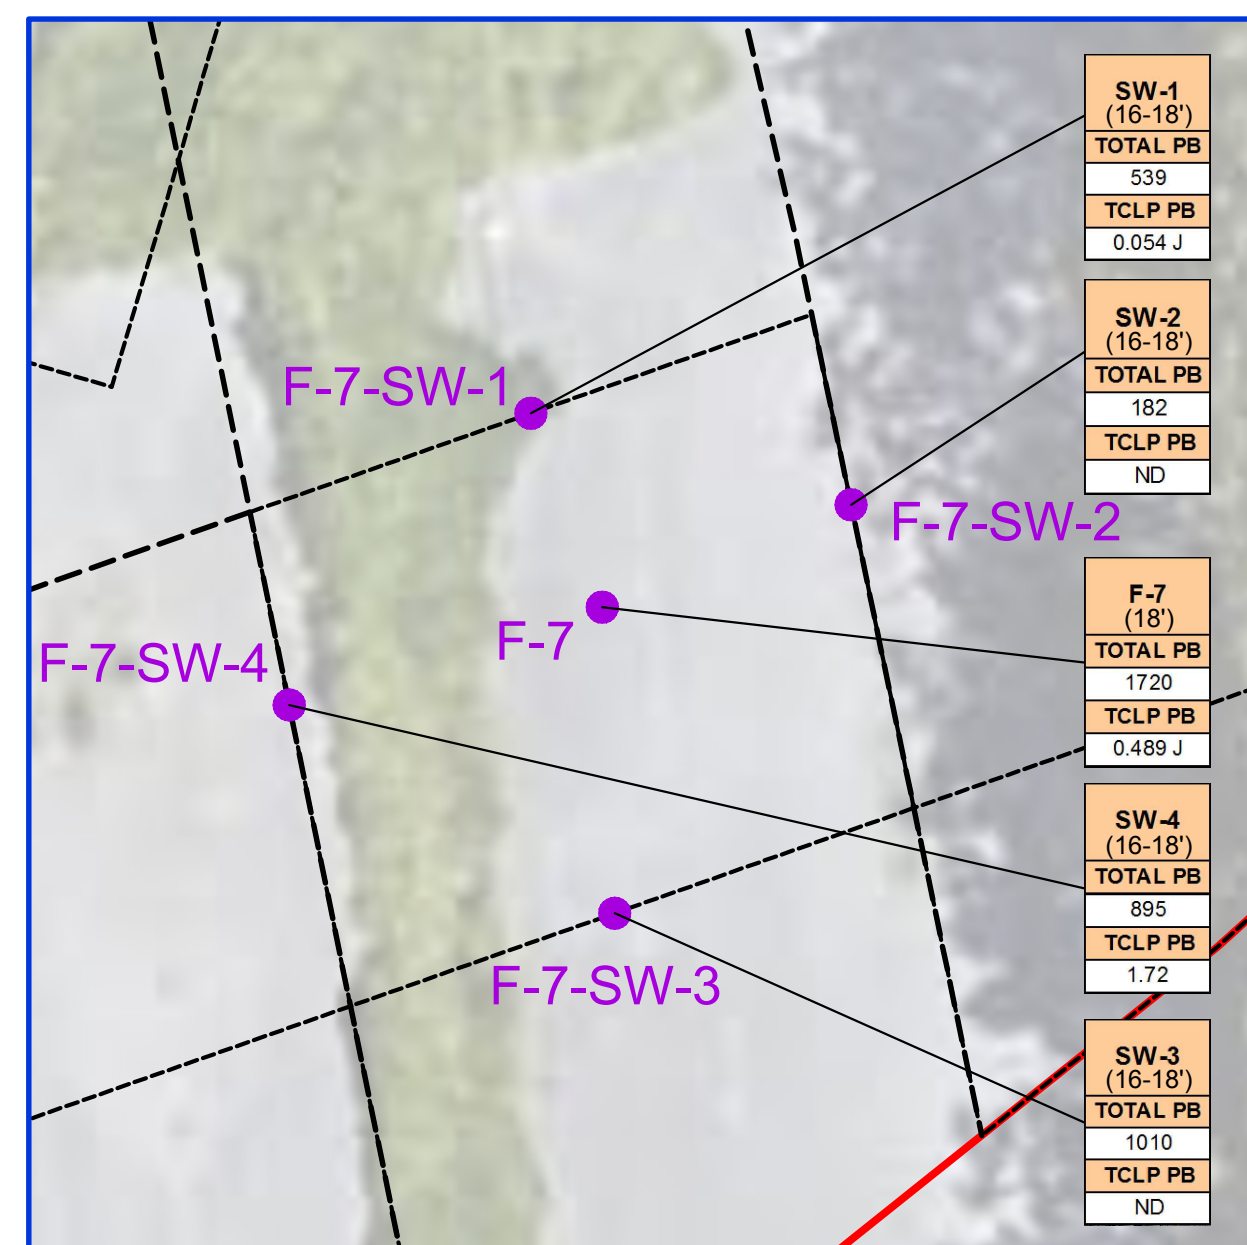 F-7-SW-1
F-7-SW-2
F-7
F-7-SW-4
F-7-SW-3
SW-1
(16-18')
TOTAL PB
539
TCLP PB
0.054 J
SW-2
(16-18')
TOTAL PB
182
TCLP PB
ND
F-7
(18')
TOTAL PB
1720
TCLP PB
0.489 J
SW-4
(16-18')
TOTAL PB
895
TCLP PB
1.72
SW-3
(16-18')
TOTAL PB
1010
TCLP PB
ND